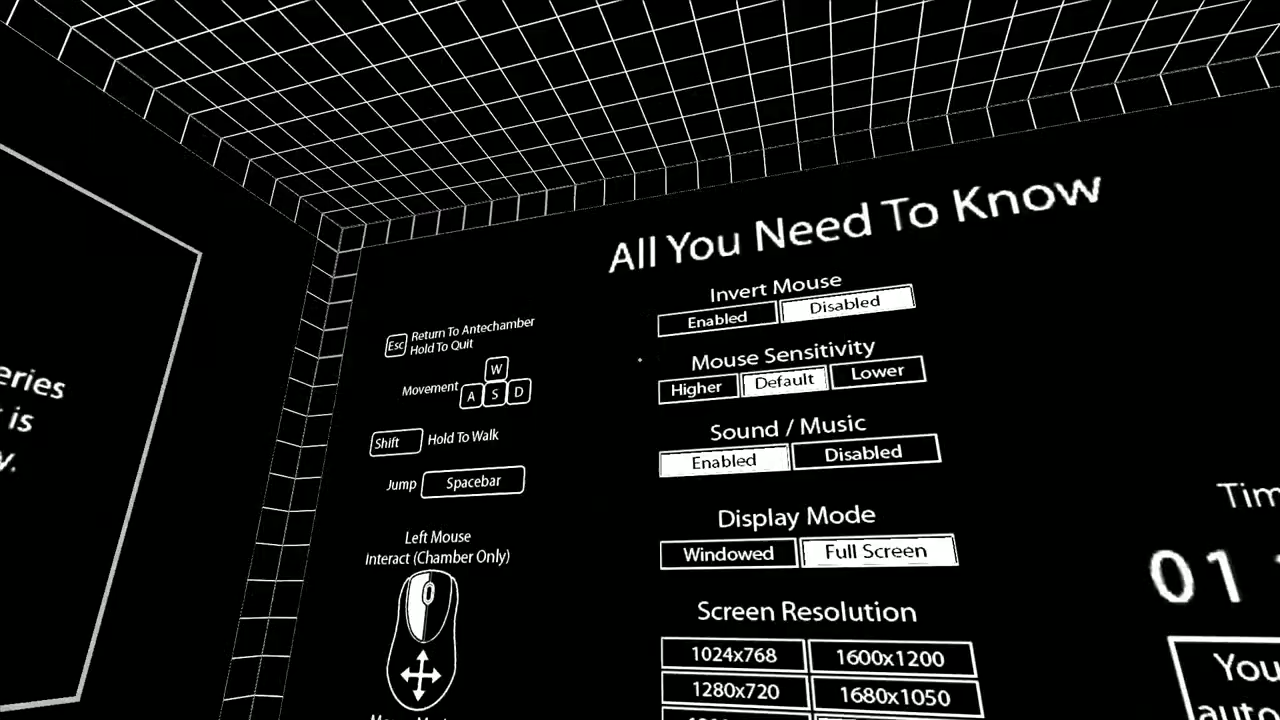 eries
is
y.
All You Need To Know
Esc
Return To Antechamber
Hold To Quit
Movement
W
A S D
Shift
Hold To Walk
Jump
Spacebar
Left Mouse
Interact (Chamber Only)
Invert Mouse
Enabled Disabled
Mouse Sensitivity
Higher Default Lower
Sound / Music
Enabled Disabled
Display Mode
Windowed Full Screen
Screen Resolution
1024x768 1600x1200
1280x720 1680x1050
Tim
01
You
auto